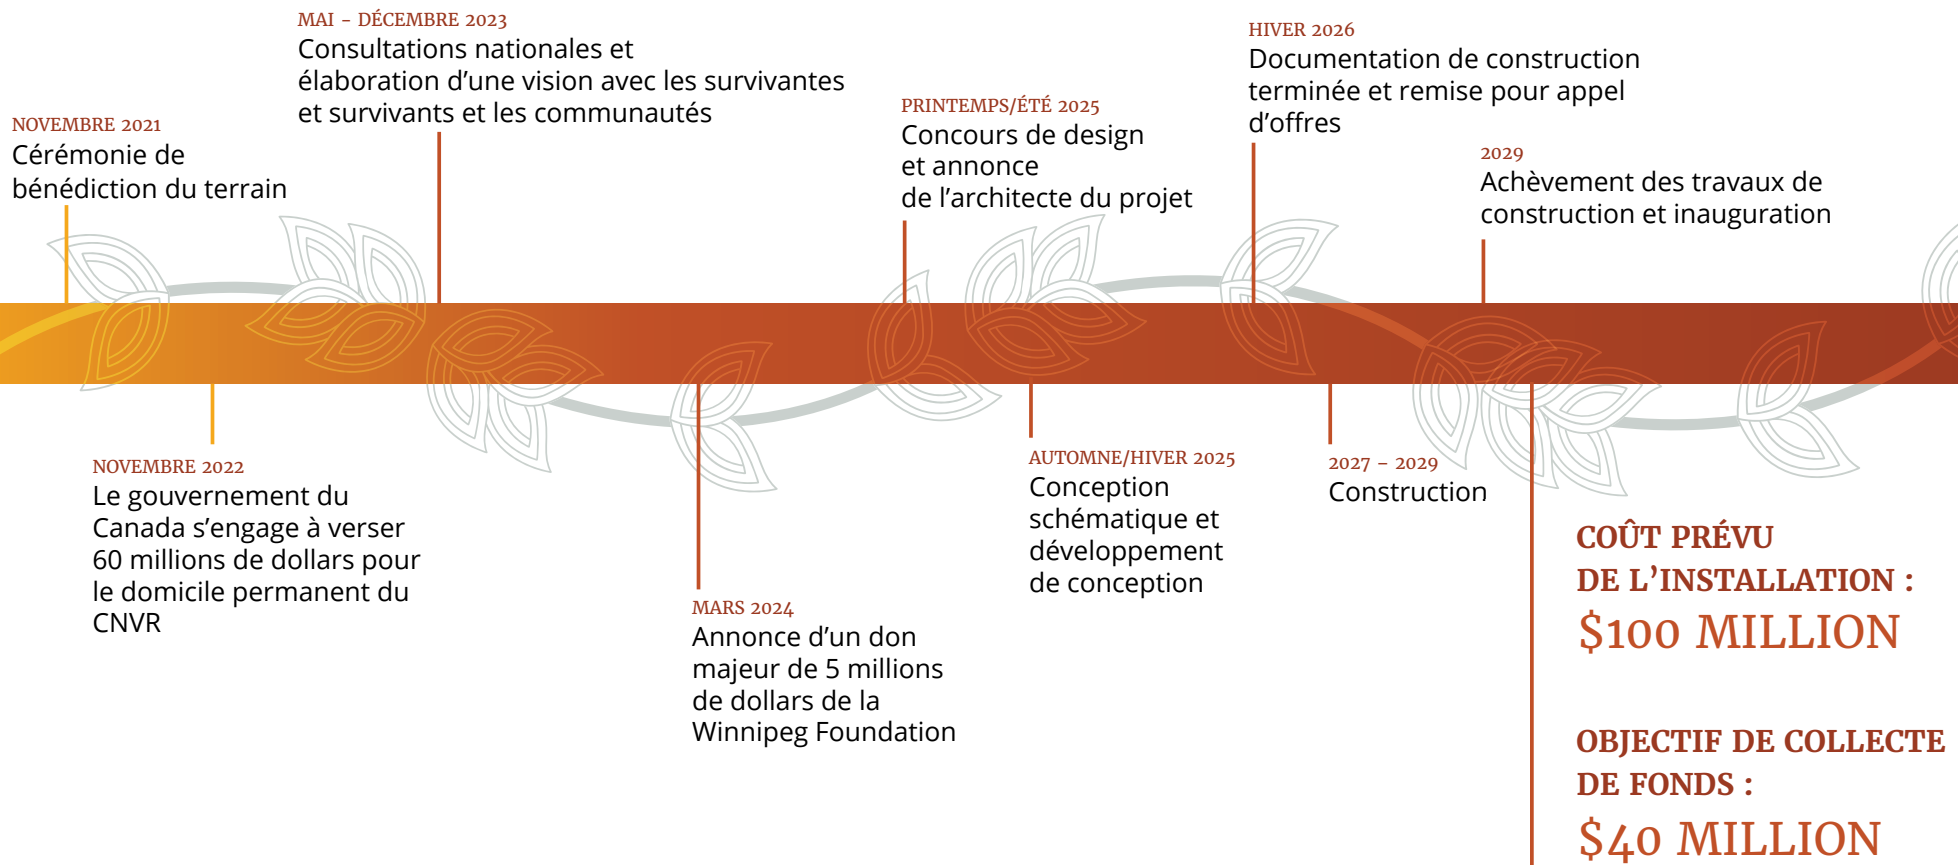 NOVEMBRE 2021
Cérémonie de
bénédiction du terrain
NOVEMBRE 2022
Le gouvernement du
Canada s’engage à verser
60 millions de dollars pour
le domicile permanent du
CNVR
MAI – DÉCEMBRE 2023
Consultations nationales et
élaboration d’une vision avec les survivantes
et survivants et les communautés
MARS 2024
Annonce d’un don
majeur de 5 millions
de dollars de la
Winnipeg Foundation
PRINTEMPS/ÉTÉ 2025
Concours de design
et annonce
de l’architecte du projet
AUTOMNE/HIVER 2025
Conception
schématique et
développement
de conception
HIVER 2026
Documentation de construction
terminée et remise pour appel
d’offres
2027 – 2029
Construction
2029
Achèvement des travaux de
construction et inauguration
COÛT PRÉVU
DE L’INSTALLATION :
$100 MILLION
OBJECTIF DE COLLECTE
DE FONDS :
$40 MILLION